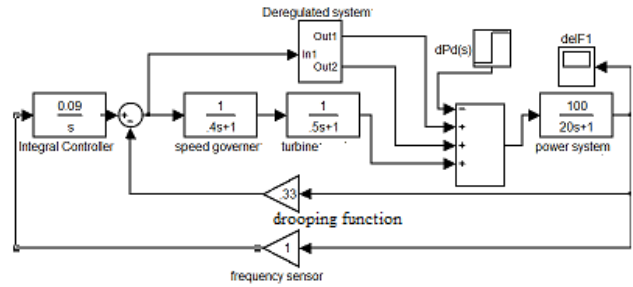 Deregulated system
Out1
In1
Out2
dPd(s)
delF1
0.09
s
Integral Controller
+
-
1
.4s+1
speed governer
1
.5s+1
turbine
-
+
+
+
100
20s+1
power system
.33
drooping function
1
frequency sensor